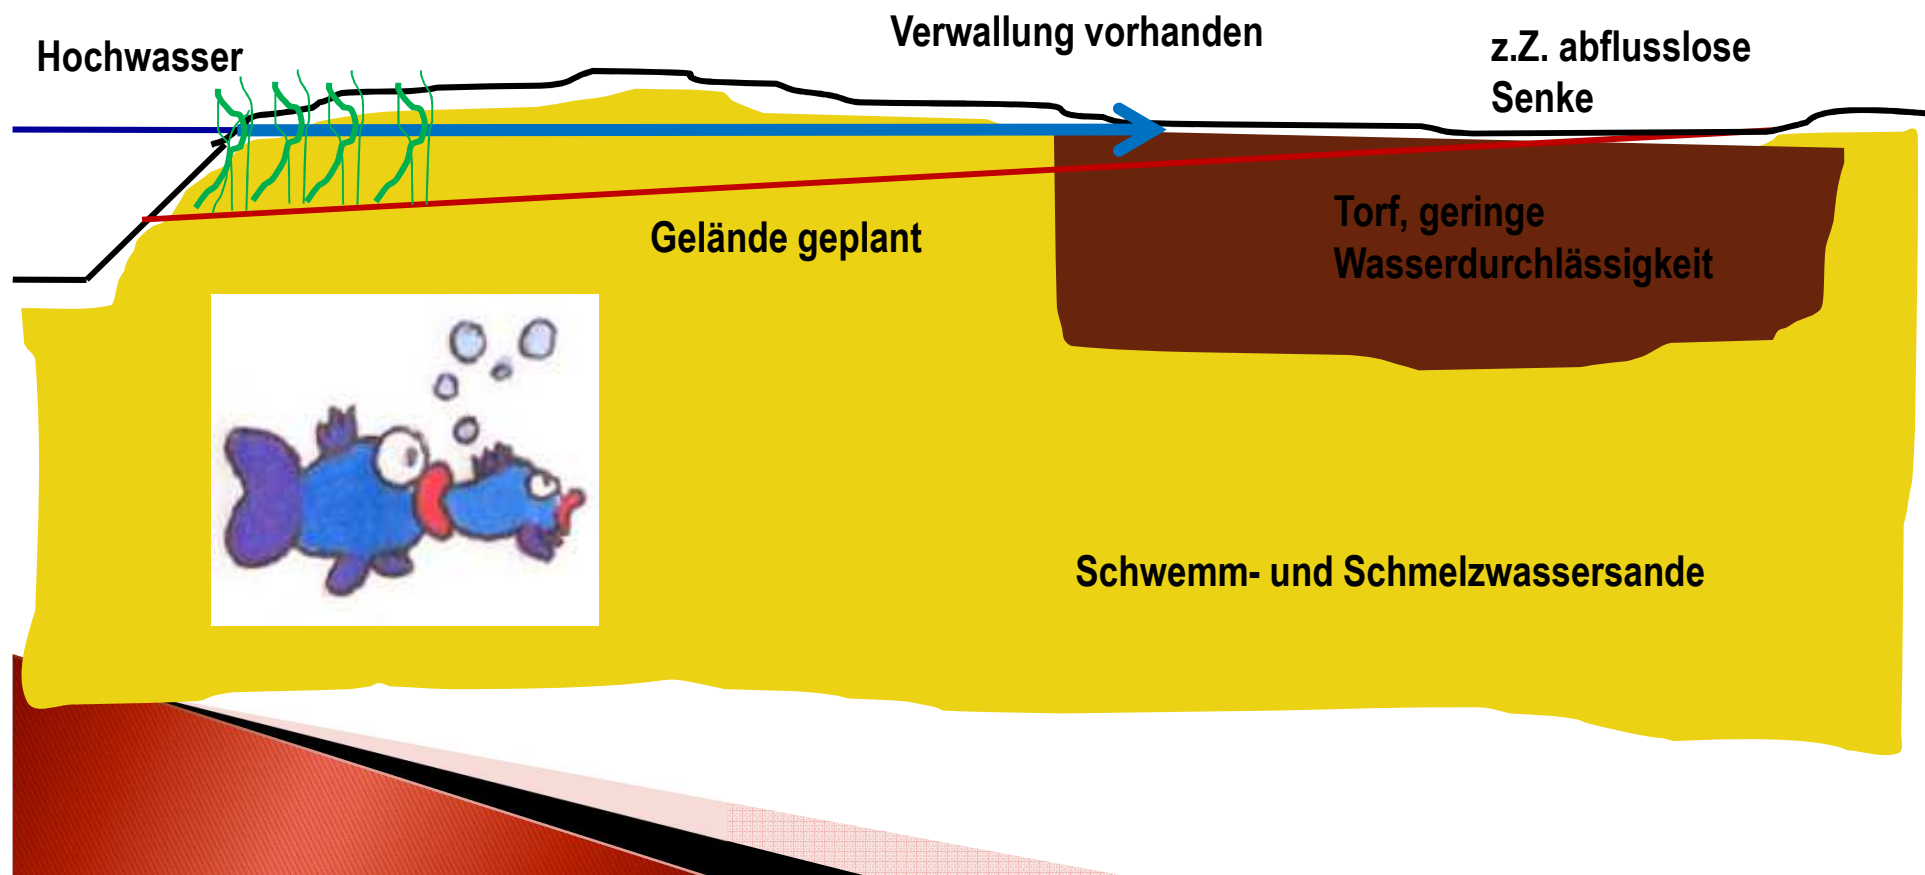 Hochwasser
Verwallung vorhanden
z.Z. abflusslose
Senke
Gelände geplant
Torf, geringe
Wasserdurchlässigkeit
Schwemm- und Schmelzwassersande